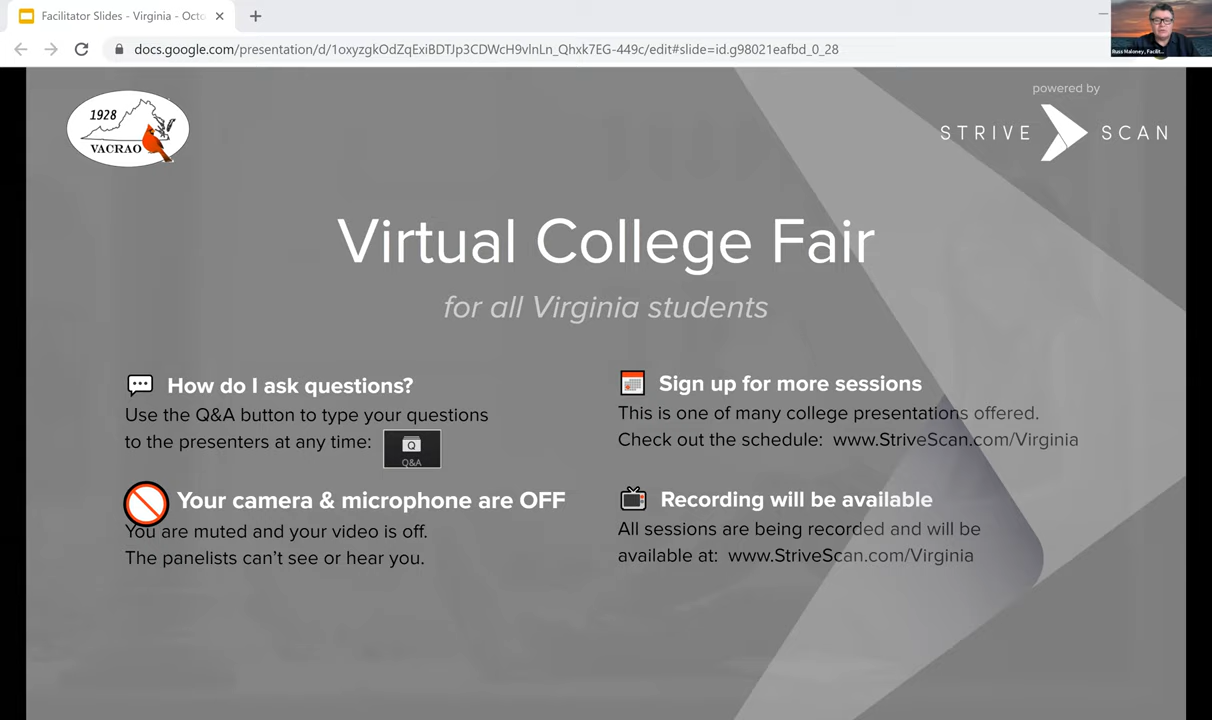 Facilitator Slides - Virginia - Octo
docs.google.com/presentation/d/1oxyzgkOdZqExiBDTJp3CDWcH9vlnLn_Qhxk7EG-449c/edit#slide=id.g98021eafbd_0_28
Russ Maloney, Facilit...
1928
VACRAO
powered by
STRIVE SCAN
Virtual College Fair
for all Virginia students
How do I ask questions?
Use the Q&A button to type your questions
to the presenters at any time:
Q
Q&A
Your camera & microphone are OFF
You are muted and your video is off.
The panelists can't see or hear you.
Sign up for more sessions
This is one of many college presentations offered.
Check out the schedule: www.StriveScan.com/Virginia
Recording will be available
All sessions are being recorded and will be
available at: www.StriveScan.com/Virginia